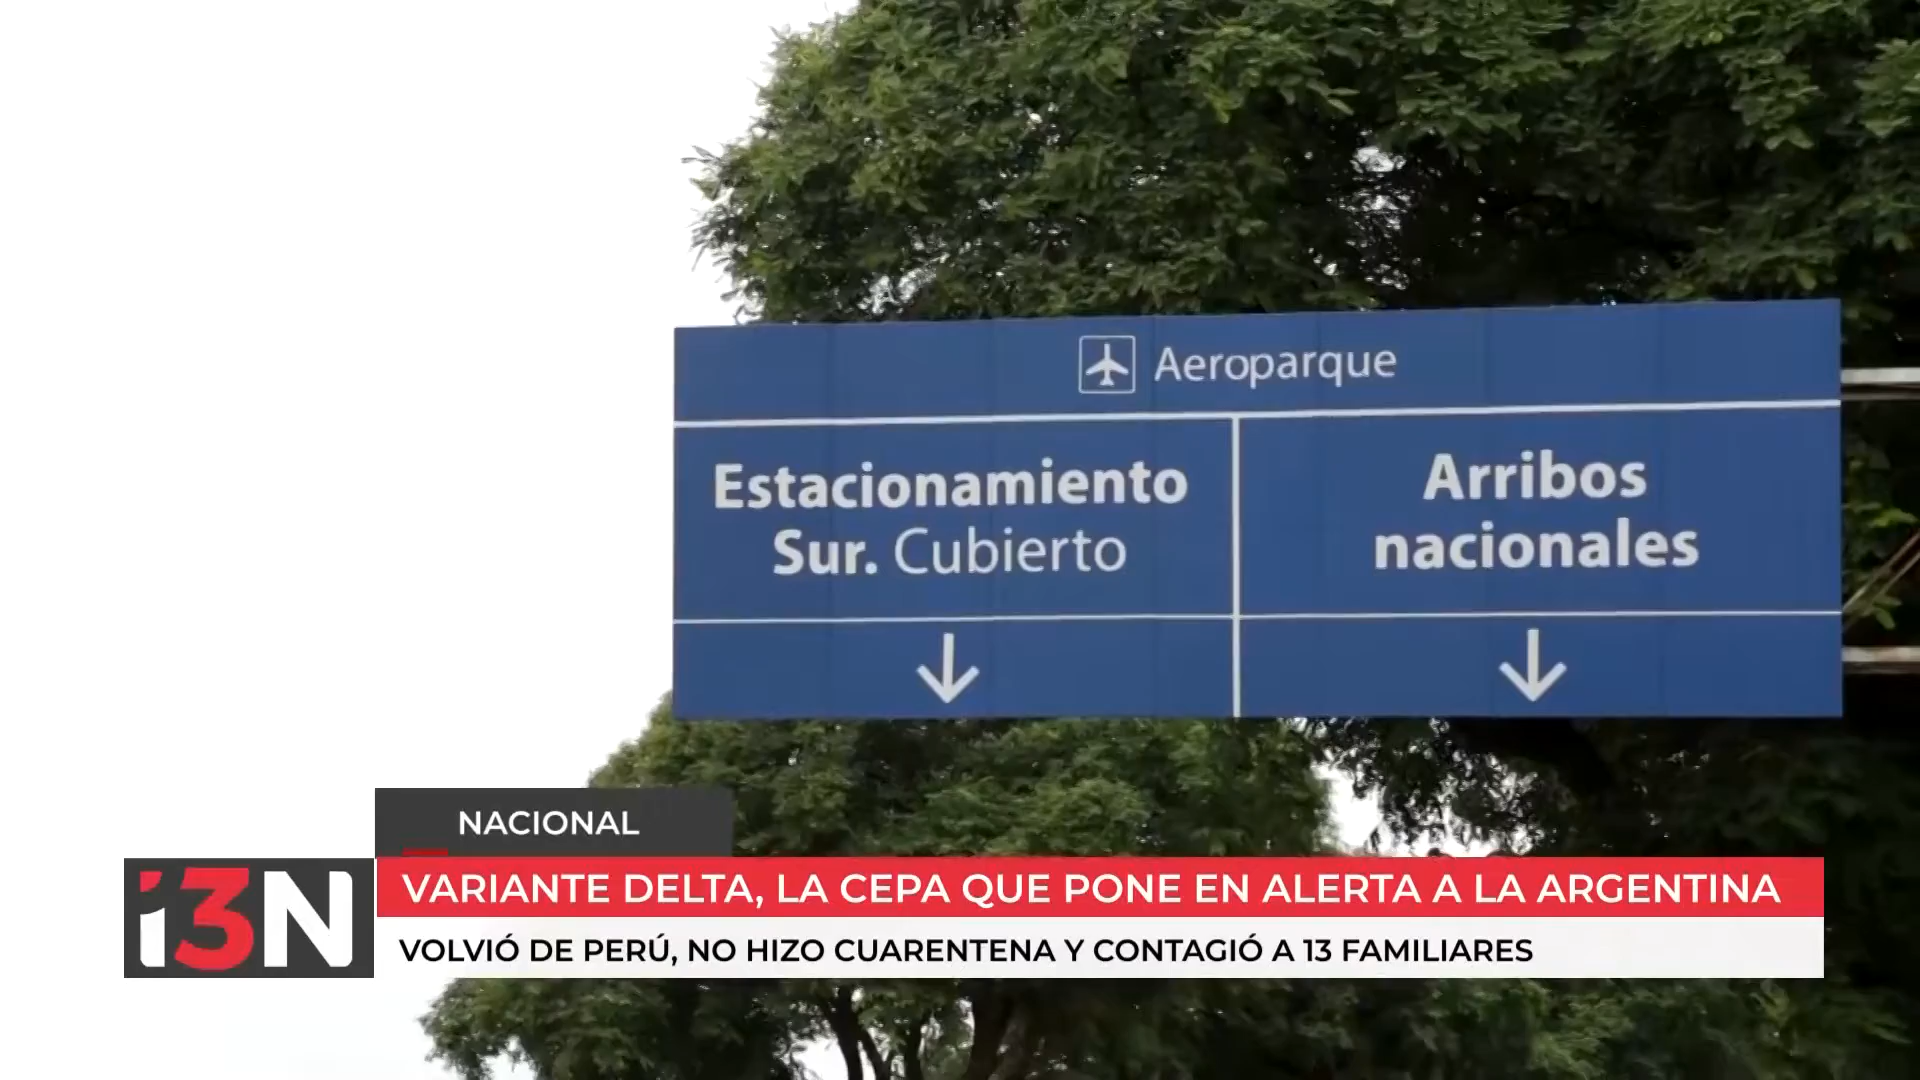 Aeroparque
Estacionamiento
Sur. Cubierto
Arribos
nacionales
NACIONAL
i3N
VARIANTE DELTA, LA CEPA QUE PONE EN ALERTA A LA ARGENTINA
VOLVIÓ DE PERÚ, NO HIZO CUARENTENA Y CONTAGIÓ A 13 FAMILIARES